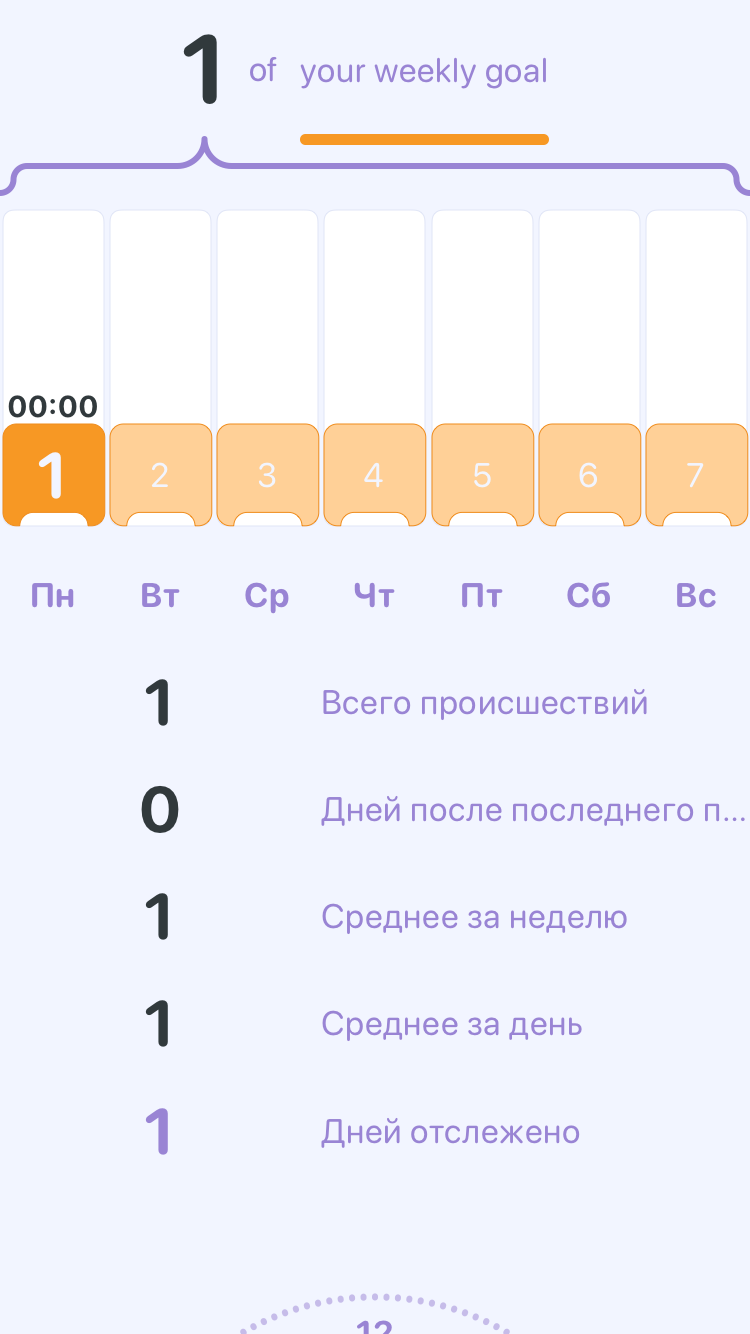 1 of your weekly goal
00:00
1 2 3 4 5 6 7
Пн Вт Ср Чт Пт Сб Вс
1 Всего происшествий
0 Дней после последнего п...
1 Среднее за неделю
1 Среднее за день
1 Дней отслежено
12